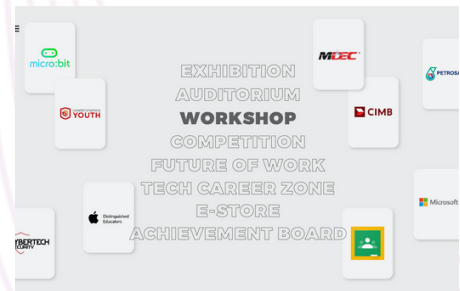 micro:bit
MDEC
PETROSA
EXHIBITION
YOUTH
AUDITORIUM
CIMB
WORKSHOP
COMPETITION
FUTURE OF WORK
TECH CAREER ZONE
Microsoft
E-STORE
Distinguished
Educators
ACHIEVEMENT BOARD
YBERTECH